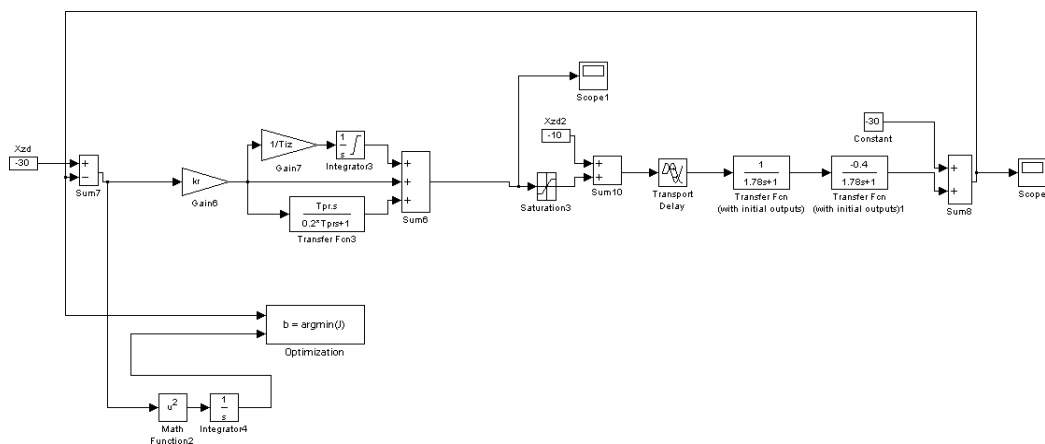 Xzd
-30
Sum7
kr
Gain6
1/Tiz
Gain7
1
s
Integrator3
Tpr.s
0.2*Tprs+1
Transfer Fcn3
Sum6
Scope1
Saturation3
Xzd2
-10
Sum10
Transport
Delay
1
1.78s+1
Transfer Fcn
(with initial outputs)
-0.4
1.78s+1
Transfer Fcn
(with initial outputs)1
-30
Constant
Sum8
Scope
b = argmin(J)
Optimization
u²
Math
Function2
1
s
Integrator4